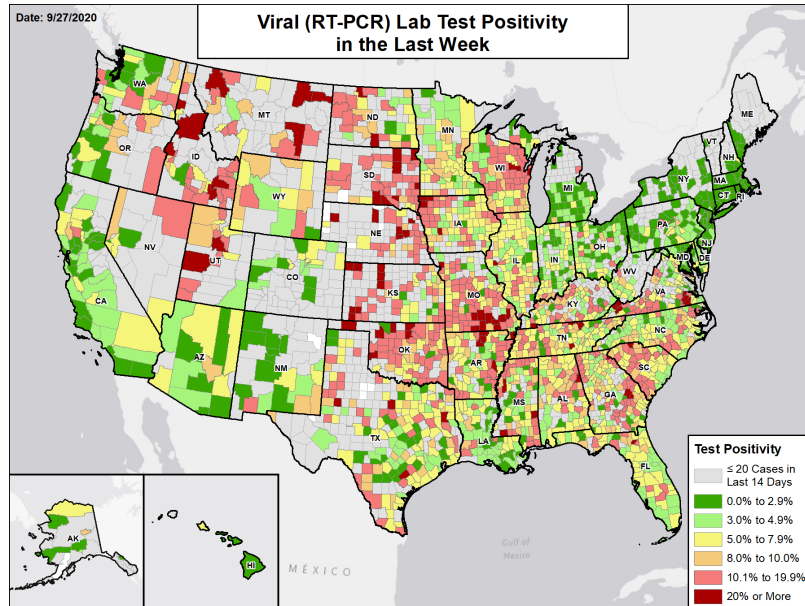 Date: 9/27/2020
Viral (RT-PCR) Lab Test Positivity
in the Last Week
WA
MT
ND
MN
ME
OR
ID
SD
WI
VT
NH
WY
MI
NY
MA
CT
RI
NE
IA
PA
NV
UT
CO
IL
IN
OH
NJ
MD
DE
CA
KS
MO
WV
VA
KY
AZ
NM
OK
AR
TN
NC
SC
MS
AL
GA
TX
LA
FL
AK
HI
MÉXICO
Gulf of
Mexico
Test Positivity
≤ 20 Cases in
Last 14 Days
0.0% to 2.9%
3.0% to 4.9%
5.0% to 7.9%
8.0% to 10.0%
10.1% to 19.9%
20% or More